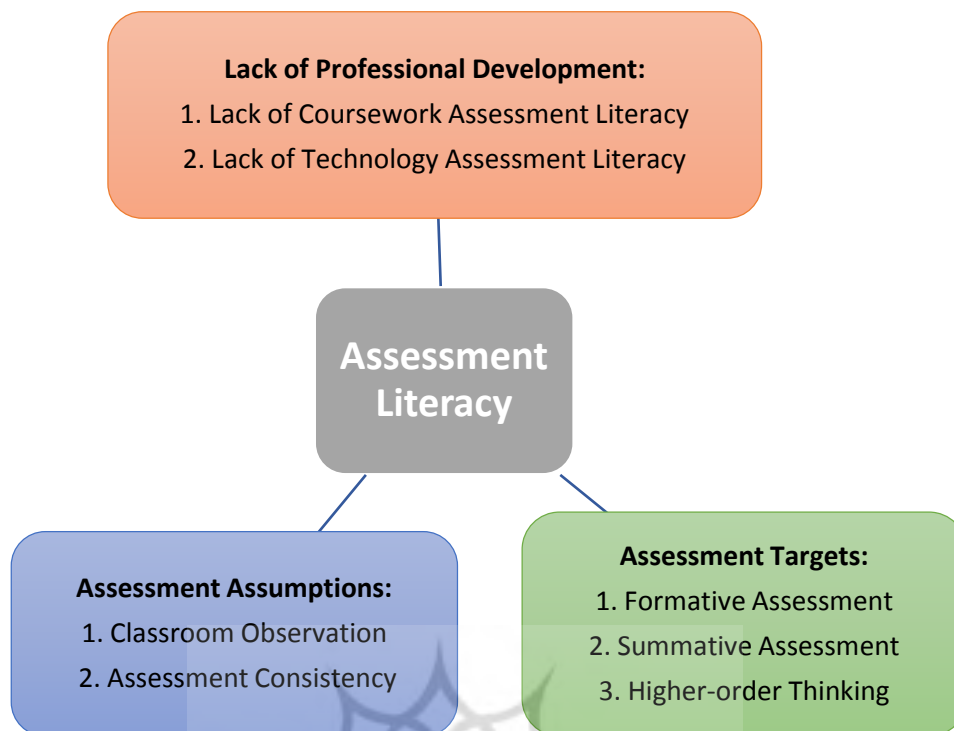 Lack of Professional Development:
1. Lack of Coursework Assessment Literacy
2. Lack of Technology Assessment Literacy
Assessment
Literacy
Assessment Assumptions:
1. Classroom Observation
2. Assessment Consistency
Assessment Targets:
1. Formative Assessment
2. Summative Assessment
3. Higher-order Thinking